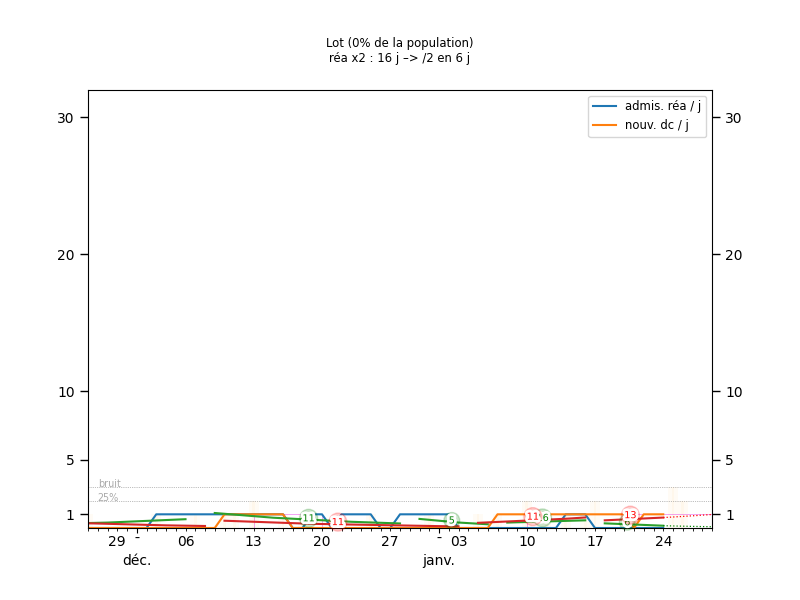 Lot (0% de la population)
réa x2 : 16 j –> /2 en 6 j
admis. réa / j
nouv. dc / j
30 30
20 20
10 10
5 5
bruit
25%
1 1
11 11 5 11 6 13 6
29 - 06 13 20 27 - 03 10 17 24
déc. janv.